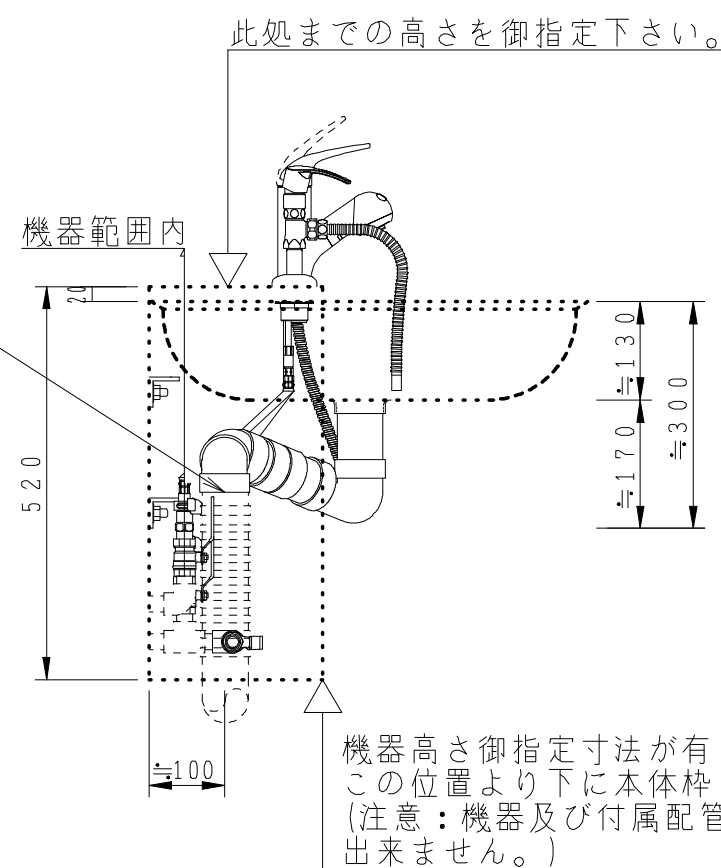 此処までの高さを御指定下さい。
機器範囲内
20
520
≒130
≒170
≒300
≒100
機器高さ御指定寸法が有
この位置より下に本体枠
(注意：機器及び付属配管
出来ません。)